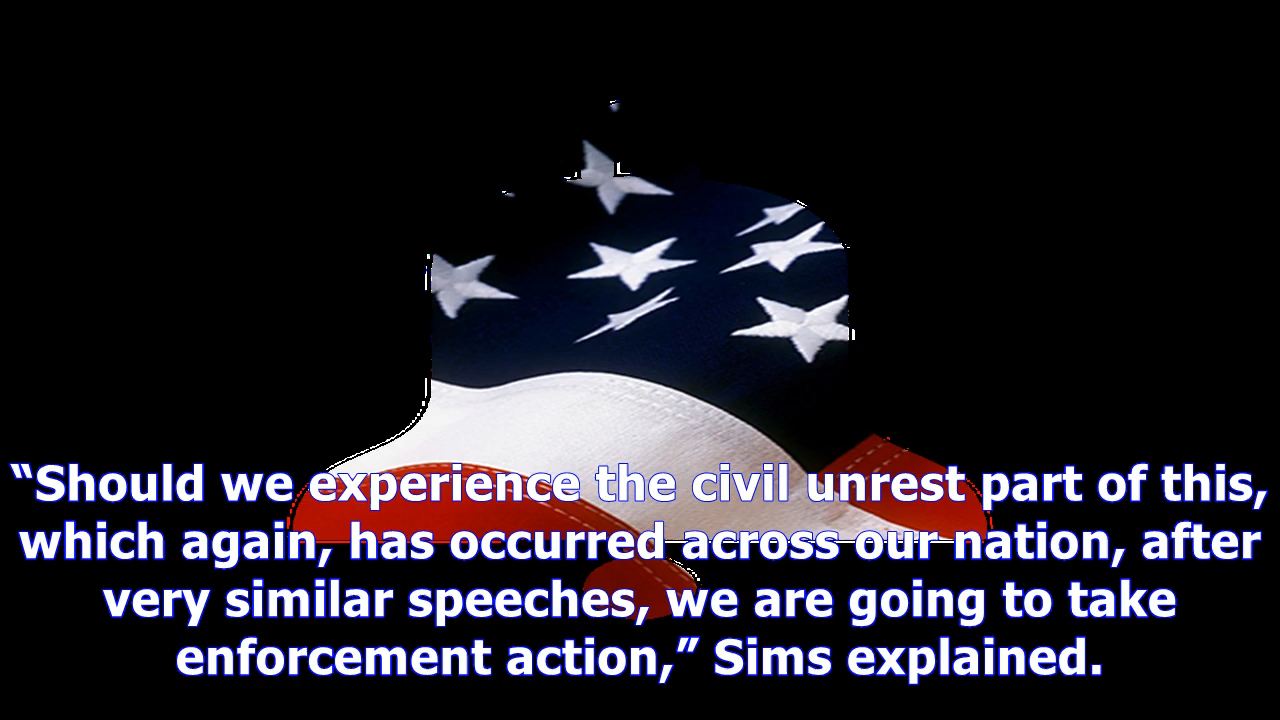 “Should we experience the civil unrest part of this,
which again, has occurred across our nation, after
very similar speeches, we are going to take
enforcement action,” Sims explained.